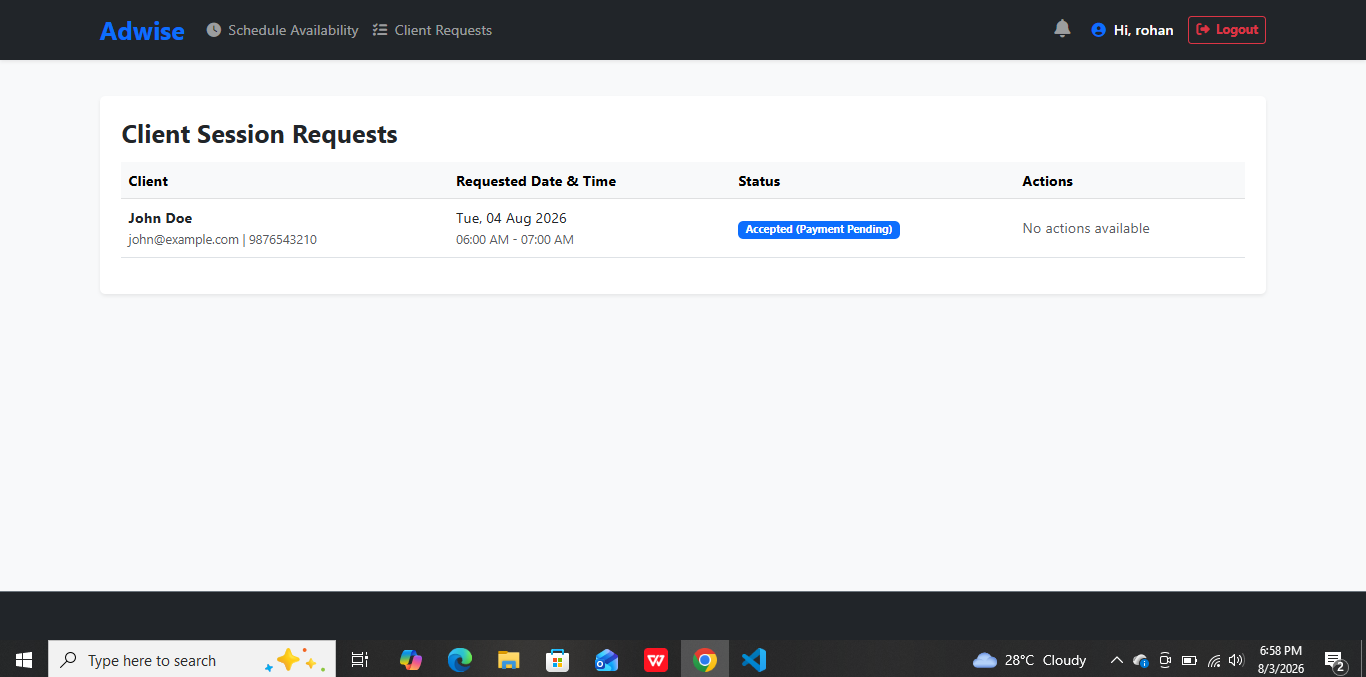 Adwise Schedule Availability Client Requests Hi, rohan Logout
Client Session Requests
Client Requested Date & Time Status Actions
John Doe Tue, 04 Aug 2026 Accepted (Payment Pending) No actions available
john@example.com | 9876543210 06:00 AM - 07:00 AM
Type here to search 28°C Cloudy 6:58 PM
8/3/2026 2